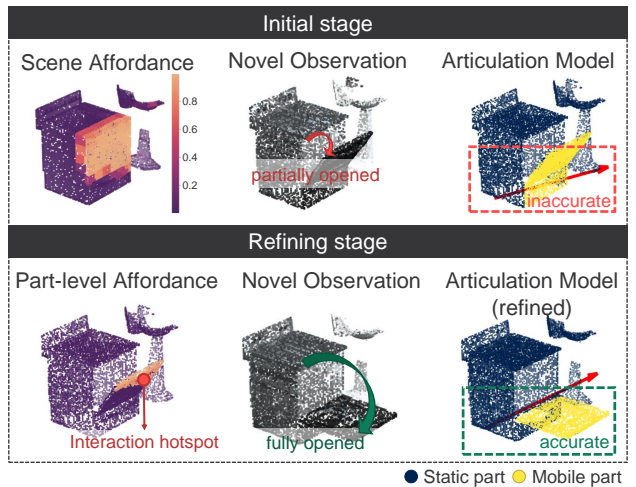 Initial stage
Scene Affordance
Novel Observation
Articulation Model
0.8
0.6
0.4
0.2
partially opened
inaccurate
Refining stage
Part-level Affordance
Novel Observation
Articulation Model
(refined)
Interaction hotspot
fully opened
accurate
Static part
Mobile part